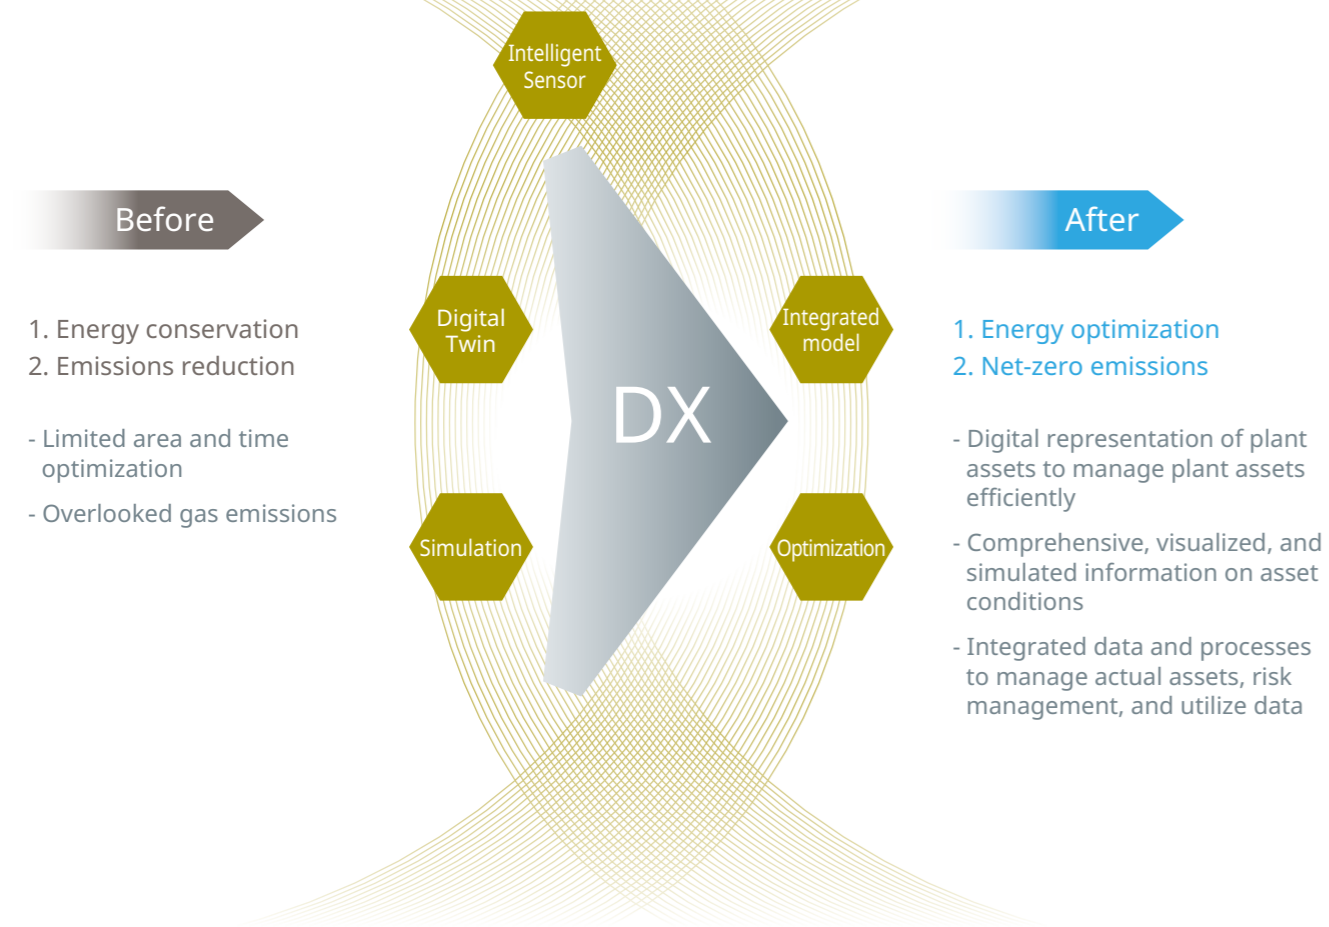 Intelligent
Sensor
Before
1. Energy conservation
2. Emissions reduction
- Limited area and time
optimization
- Overlooked gas emissions
Digital
Twin
Simulation
DX
Integrated
model
Optimization
After
1. Energy optimization
2. Net-zero emissions
- Digital representation of plant
assets to manage plant assets
efficiently
- Comprehensive, visualized, and
simulated information on asset
conditions
- Integrated data and processes
to manage actual assets, risk
management, and utilize data